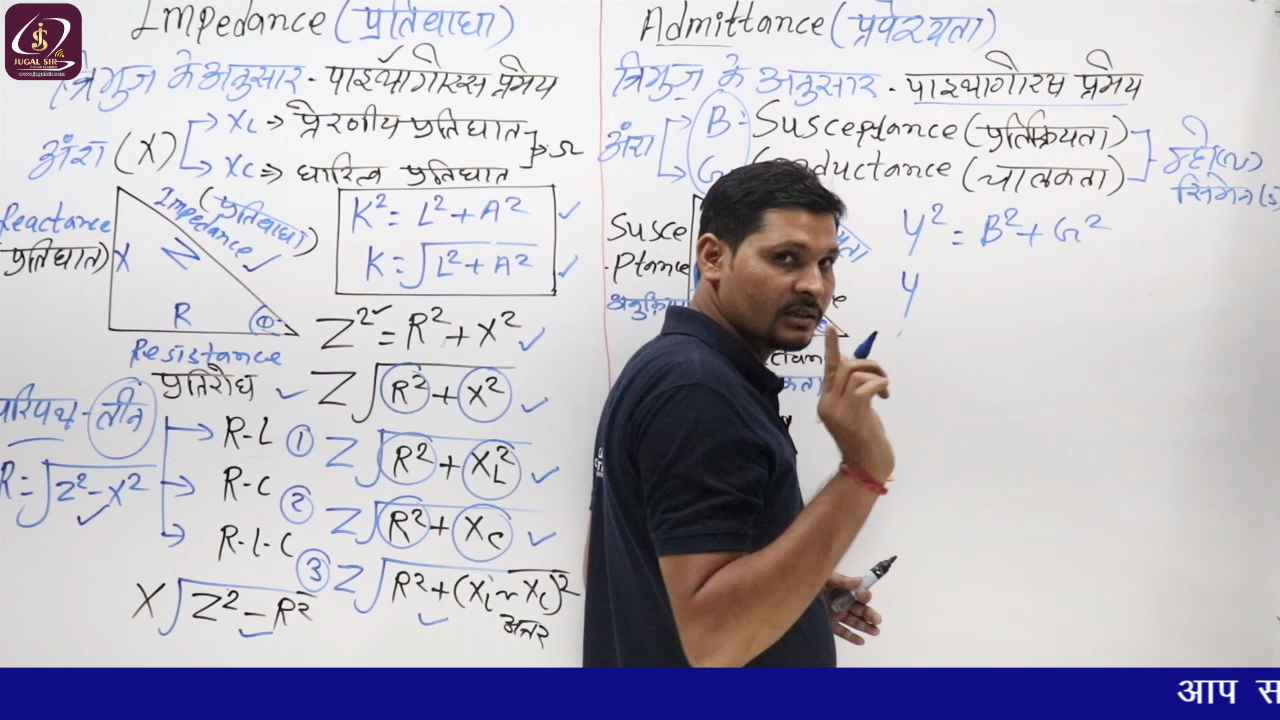 JUGAL SIR
www.jugalsir.com
Impedance (प्रतिबाधा)
त्रिभुज के अनुसार - पाइथागोरस प्रमेय
अंश (X)
XL => प्रेरणीय प्रतिघात
XC => धारित्व प्रतिघात
Ω
Reactance
(प्रतिघात)
X
Impedance
(प्रतिबाधा)
Z
R
Resistance
प्रतिरोध
K² = L² + A²
K = √L² + A²
Z² = R² + X²
Z √R² + X²
परिपथ - तीन
R-L ① Z √R² + XL²
R = √Z² - X²
R-C ② Z √R² + XC
R-L-C ③ Z √R² + (XL ~ XC)²
अन्तर
X √Z² - R²
Admittance (प्रवेश्यता)
त्रिभुज के अनुसार - पाइथागोरस प्रमेय
अंश
B - Susceptance (प्रतिक्रियता)
G (चालकता)
म्हो (℧)
सिमेन्स (S)
Susce
-ptance
Y² = B² + G²
Y
आप स